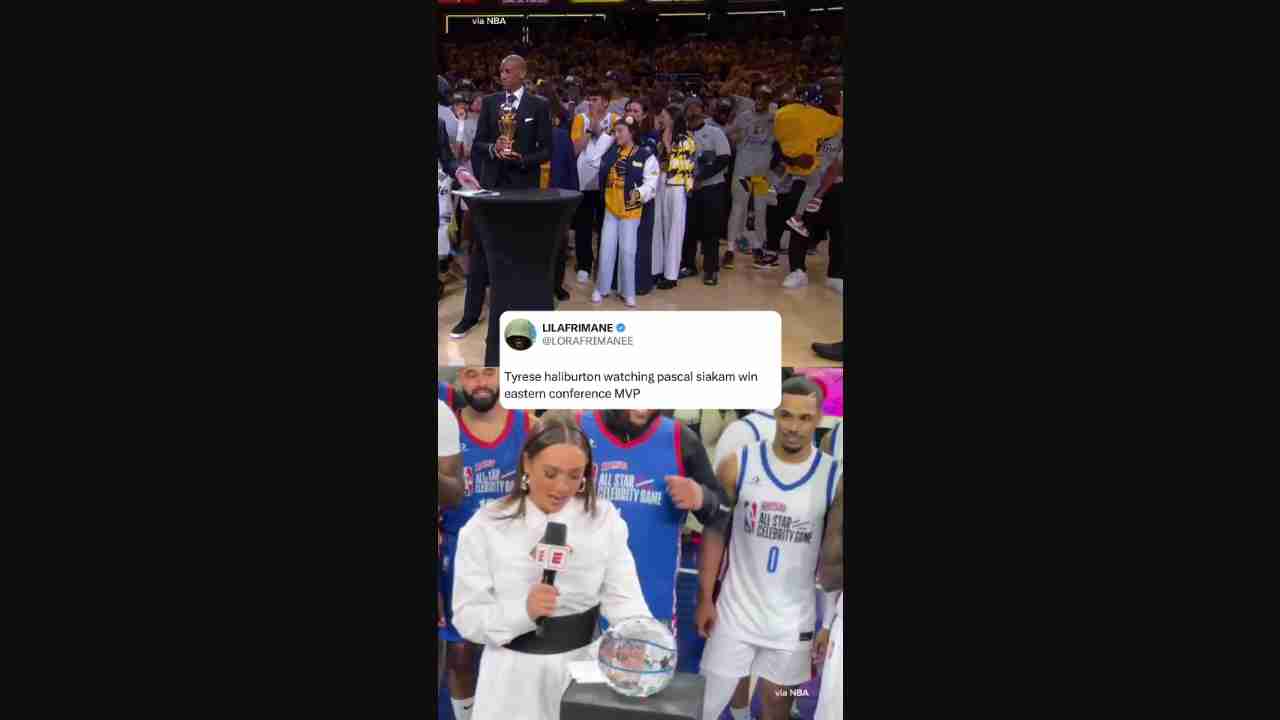 via NBA
LILAFRIMANE
@LORAFRIMANEE
Tyrese haliburton watching pascal siakam win
eastern conference MVP
ALL STAR
CELEBRITY GAME
ALL STAR
CELEBRITY GAME
ALL STAR
CELEBRITY GAME
0
via NBA